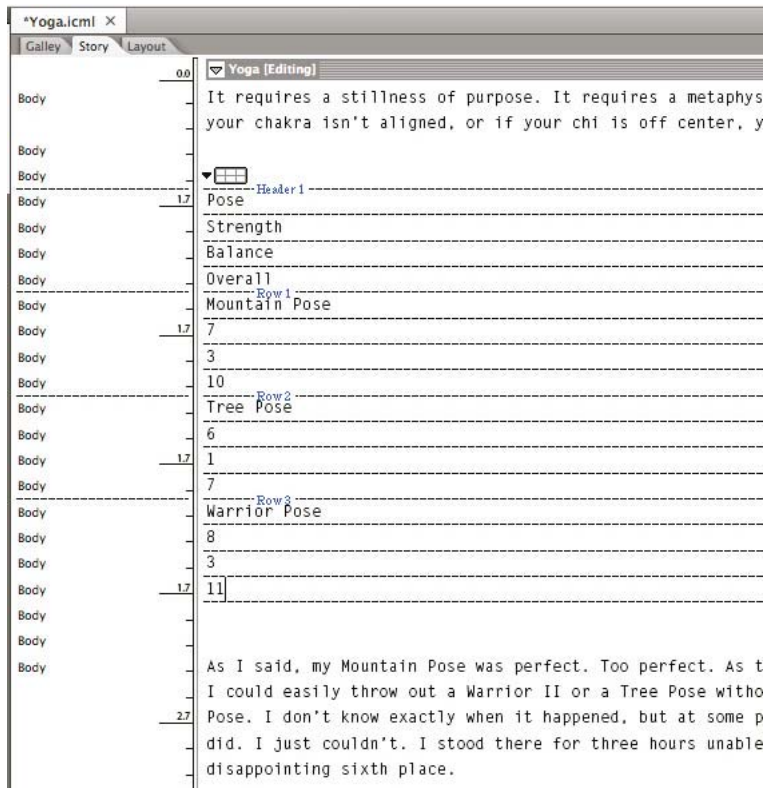 *Yoga.icml ×
Galley Story Layout
0.0 Yoga [Editing]
Body It requires a stillness of purpose. It requires a metaphys
your chakra isn't aligned, or if your chi is off center, y
Body
Body
Header 1
Body 1.7 Pose
Body Strength
Body Balance
Body Overall
Row 1
Body Mountain Pose
Body 1.7 7
Body 3
Body 10
Row 2
Body Tree Pose
Body 6
Body 1.7 1
Body 7
Row 3
Body Warrior Pose
Body 8
Body 3
Body 1.7 11
Body
Body
Body As I said, my Mountain Pose was perfect. Too perfect. As t
I could easily throw out a Warrior II or a Tree Pose witho
2.7 Pose. I don't know exactly when it happened, but at some p
did. I just couldn't. I stood there for three hours unable
disappointing sixth place.